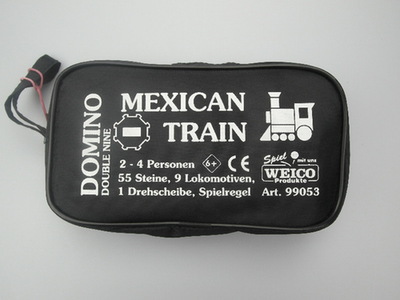 DOMINO
DOUBLE NINE
MEXICAN
TRAIN
2 - 4 Personen
6+
CE
55 Steine, 9 Lokomotiven,
1 Drehscheibe, Spielregel
Spiel mit uns
WEICO
Produkte
Art. 99053